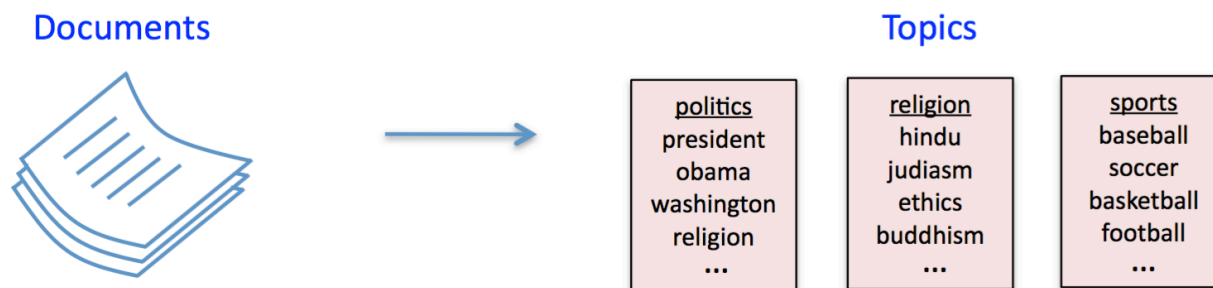 Documents
Topics
politics
president
obama
washington
religion
...
religion
hindu
judiasm
ethics
buddhism
...
sports
baseball
soccer
basketball
football
...